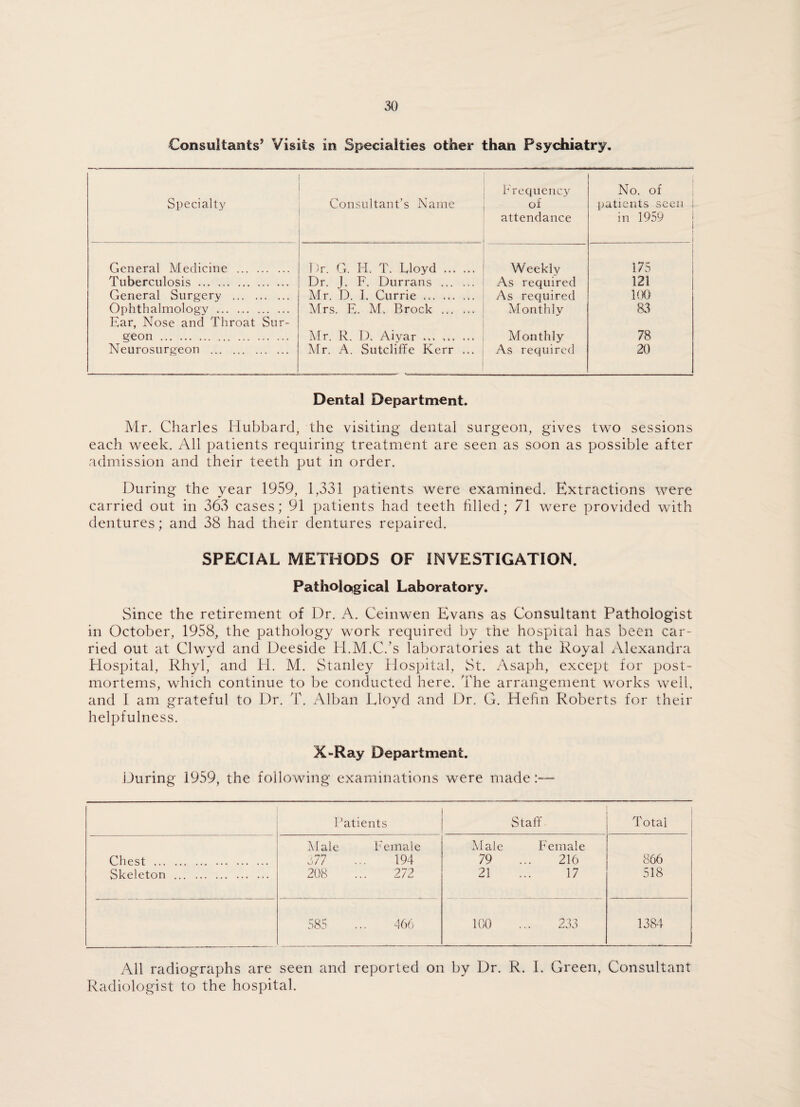 30
Consultants' Visits in Specialties other than Psychiatry.
Specialty | Consultant's Name | Frequency of attendance | No. of patients seen in 1959
General Medicine ... ... ... | Dr. G. H. T. Lloyd ... ... | Weekly | 175
Tuberculosis ... ... ... ... ... | Dr. J. F. Durrans ... ... | As required | 121
General Surgery ... ... ... | Mr. D. I. Currie ... ... ... | As required | 100
Ophthalmology ... ... ... ... | Mrs. E. M. Brock ... ... | Monthly | 83
Ear, Nose and Throat Sur-
geon ... ... ... ... ... ... ... | Mr. R. D. Aiyar ... ... ... | Monthly | 78
Neurosurgeon ... ... ... ... | Mr. A. Sutcliffe Kerr ... | As required | 20
Dental Department.
Mr. Charles Hubbard, the visiting dental surgeon, gives two sessions
each week. All patients requiring treatment are seen as soon as possible after
admission and their teeth put in order.
During the year 1959, 1,331 patients were examined. Extractions were
carried out in 363 cases; 91 patients had teeth filled; 71 were provided with
dentures; and 38 had their dentures repaired.
SPECIAL METHODS OF INVESTIGATION.
Pathological Laboratory.
Since the retirement of Dr. A. Ceinwen Evans as Consultant Pathologist
in October, 1958, the pathology work required by the hospital has been car-
ried out at Clwyd and Deeside H.M.C.'s laboratories at the Royal Alexandra
Hospital, Rhyl, and H. M. Stanley Hospital, St. Asaph, except for post-
mortems, which continue to be conducted here. The arrangement works well,
and I am grateful to Dr. T. Alban Lloyd and Dr. G. Hefin Roberts for their
helpfulness.
X-Ray Department.
During 1959, the following examinations were made:—
Patients | Staff | Total
Male Female | Male Female
Chest ... ... ... ... ... ... | 377 ... 194 | 79 ... 216 | 866
Skeleton ... ... ... ... ... | 208 ... 272 | 21 ... 17 | 518
585 ... 466 | 100 ... 233 | 1384
All radiographs are seen and reported on by Dr. R. I. Green, Consultant
Radiologist to the hospital.